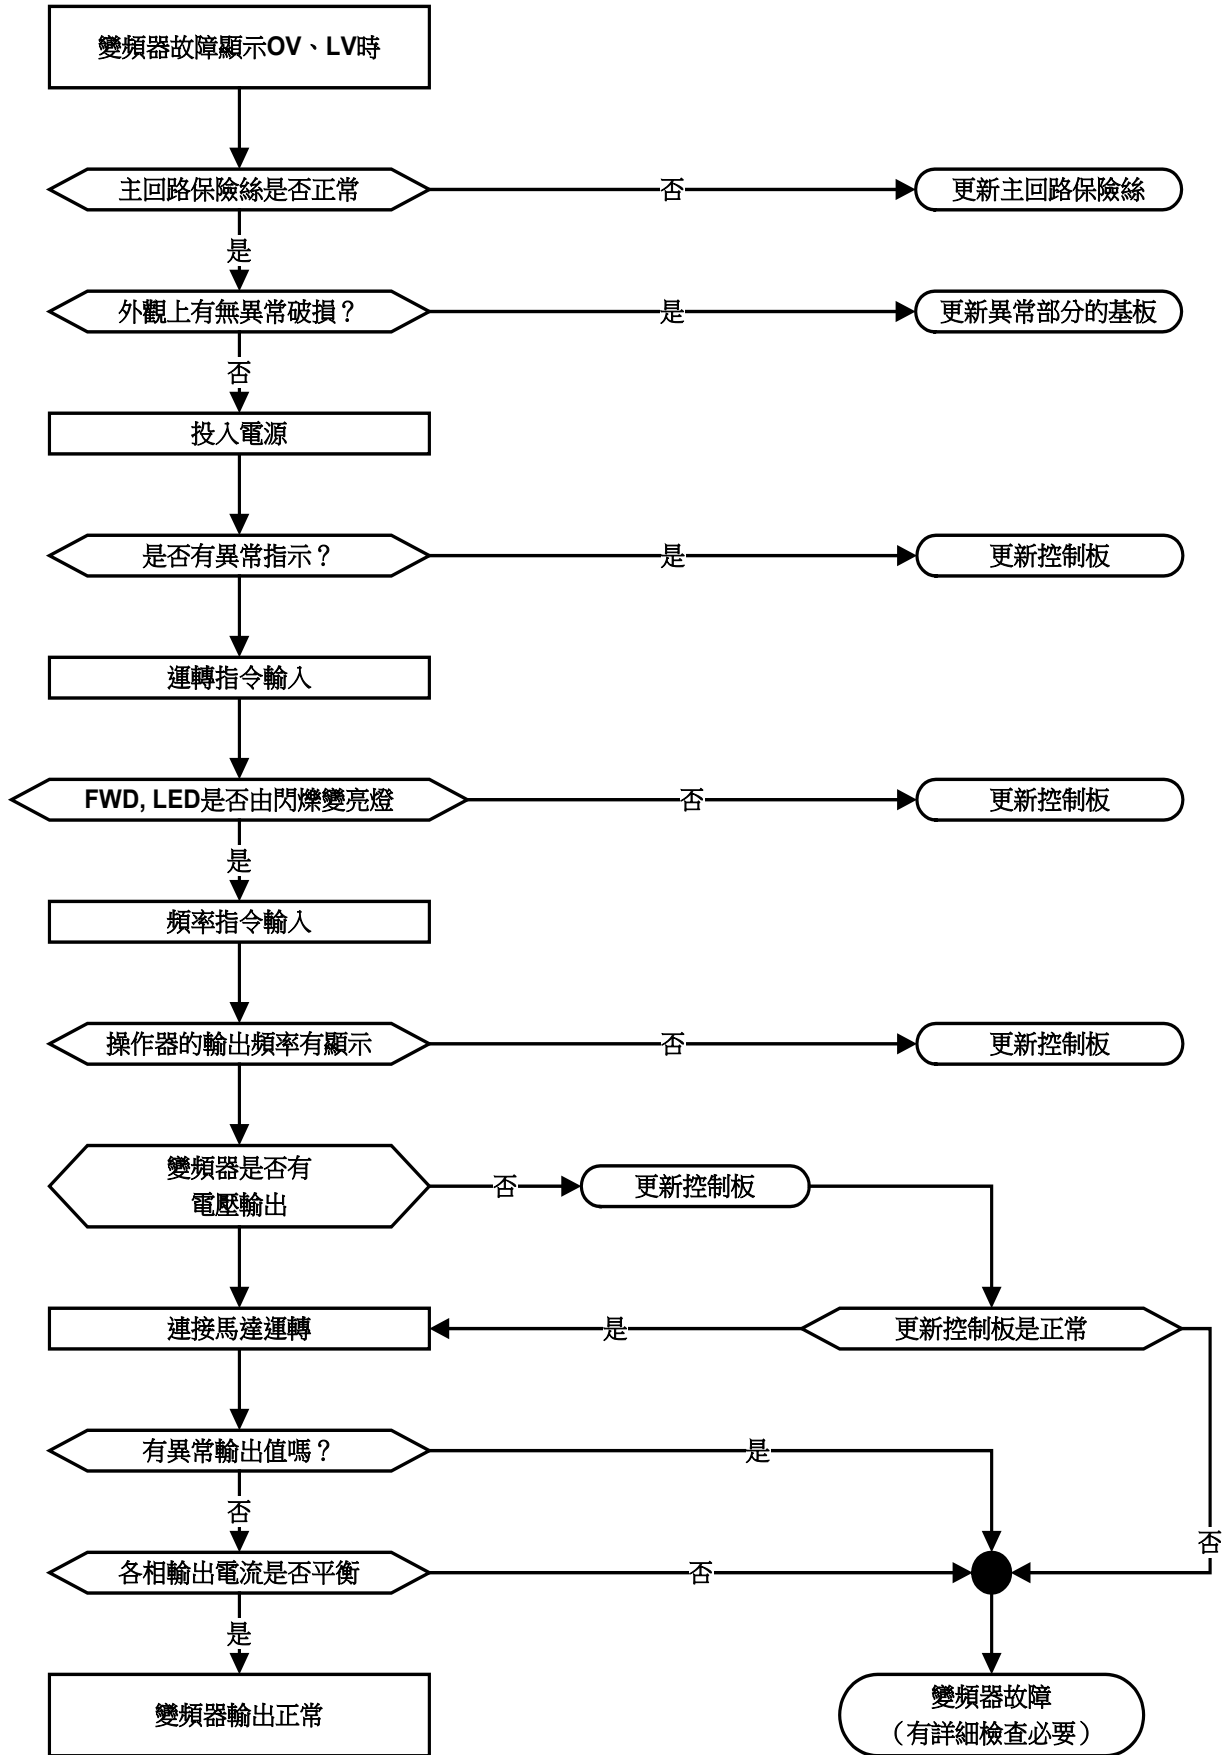 變頻器故障顯示OV、LV時
主回路保險絲是否正常
否
更新主回路保險絲
是
外觀上有無異常破損？
是
更新異常部分的基板
否
投入電源
是否有異常指示？
是
更新控制板
運轉指令輸入
FWD, LED是否由閃爍變亮燈
否
更新控制板
是
頻率指令輸入
操作器的輸出頻率有顯示
否
更新控制板
變頻器是否有
電壓輸出
否
更新控制板
連接馬達運轉
是
更新控制板是正常
有異常輸出值嗎？
是
否
否
各相輸出電流是否平衡
否
是
變頻器輸出正常
變頻器故障
（有詳細檢查必要）